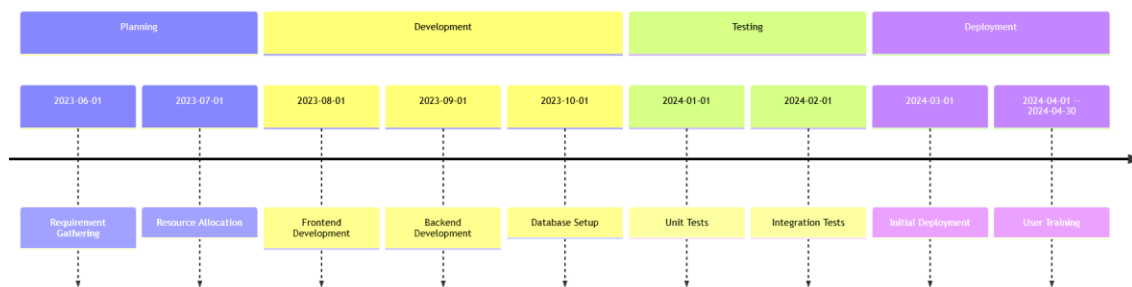 Planning
Development
Testing
Deployment
2023-06-01
2023-07-01
2023-08-01
2023-09-01
2023-10-01
2024-01-01
2024-02-01
2024-03-01
2024-04-01 --
2024-04-30
Requirement
Gathering
Resource Allocation
Frontend
Development
Backend
Development
Database Setup
Unit Tests
Integration Tests
Initial Deployment
User Training